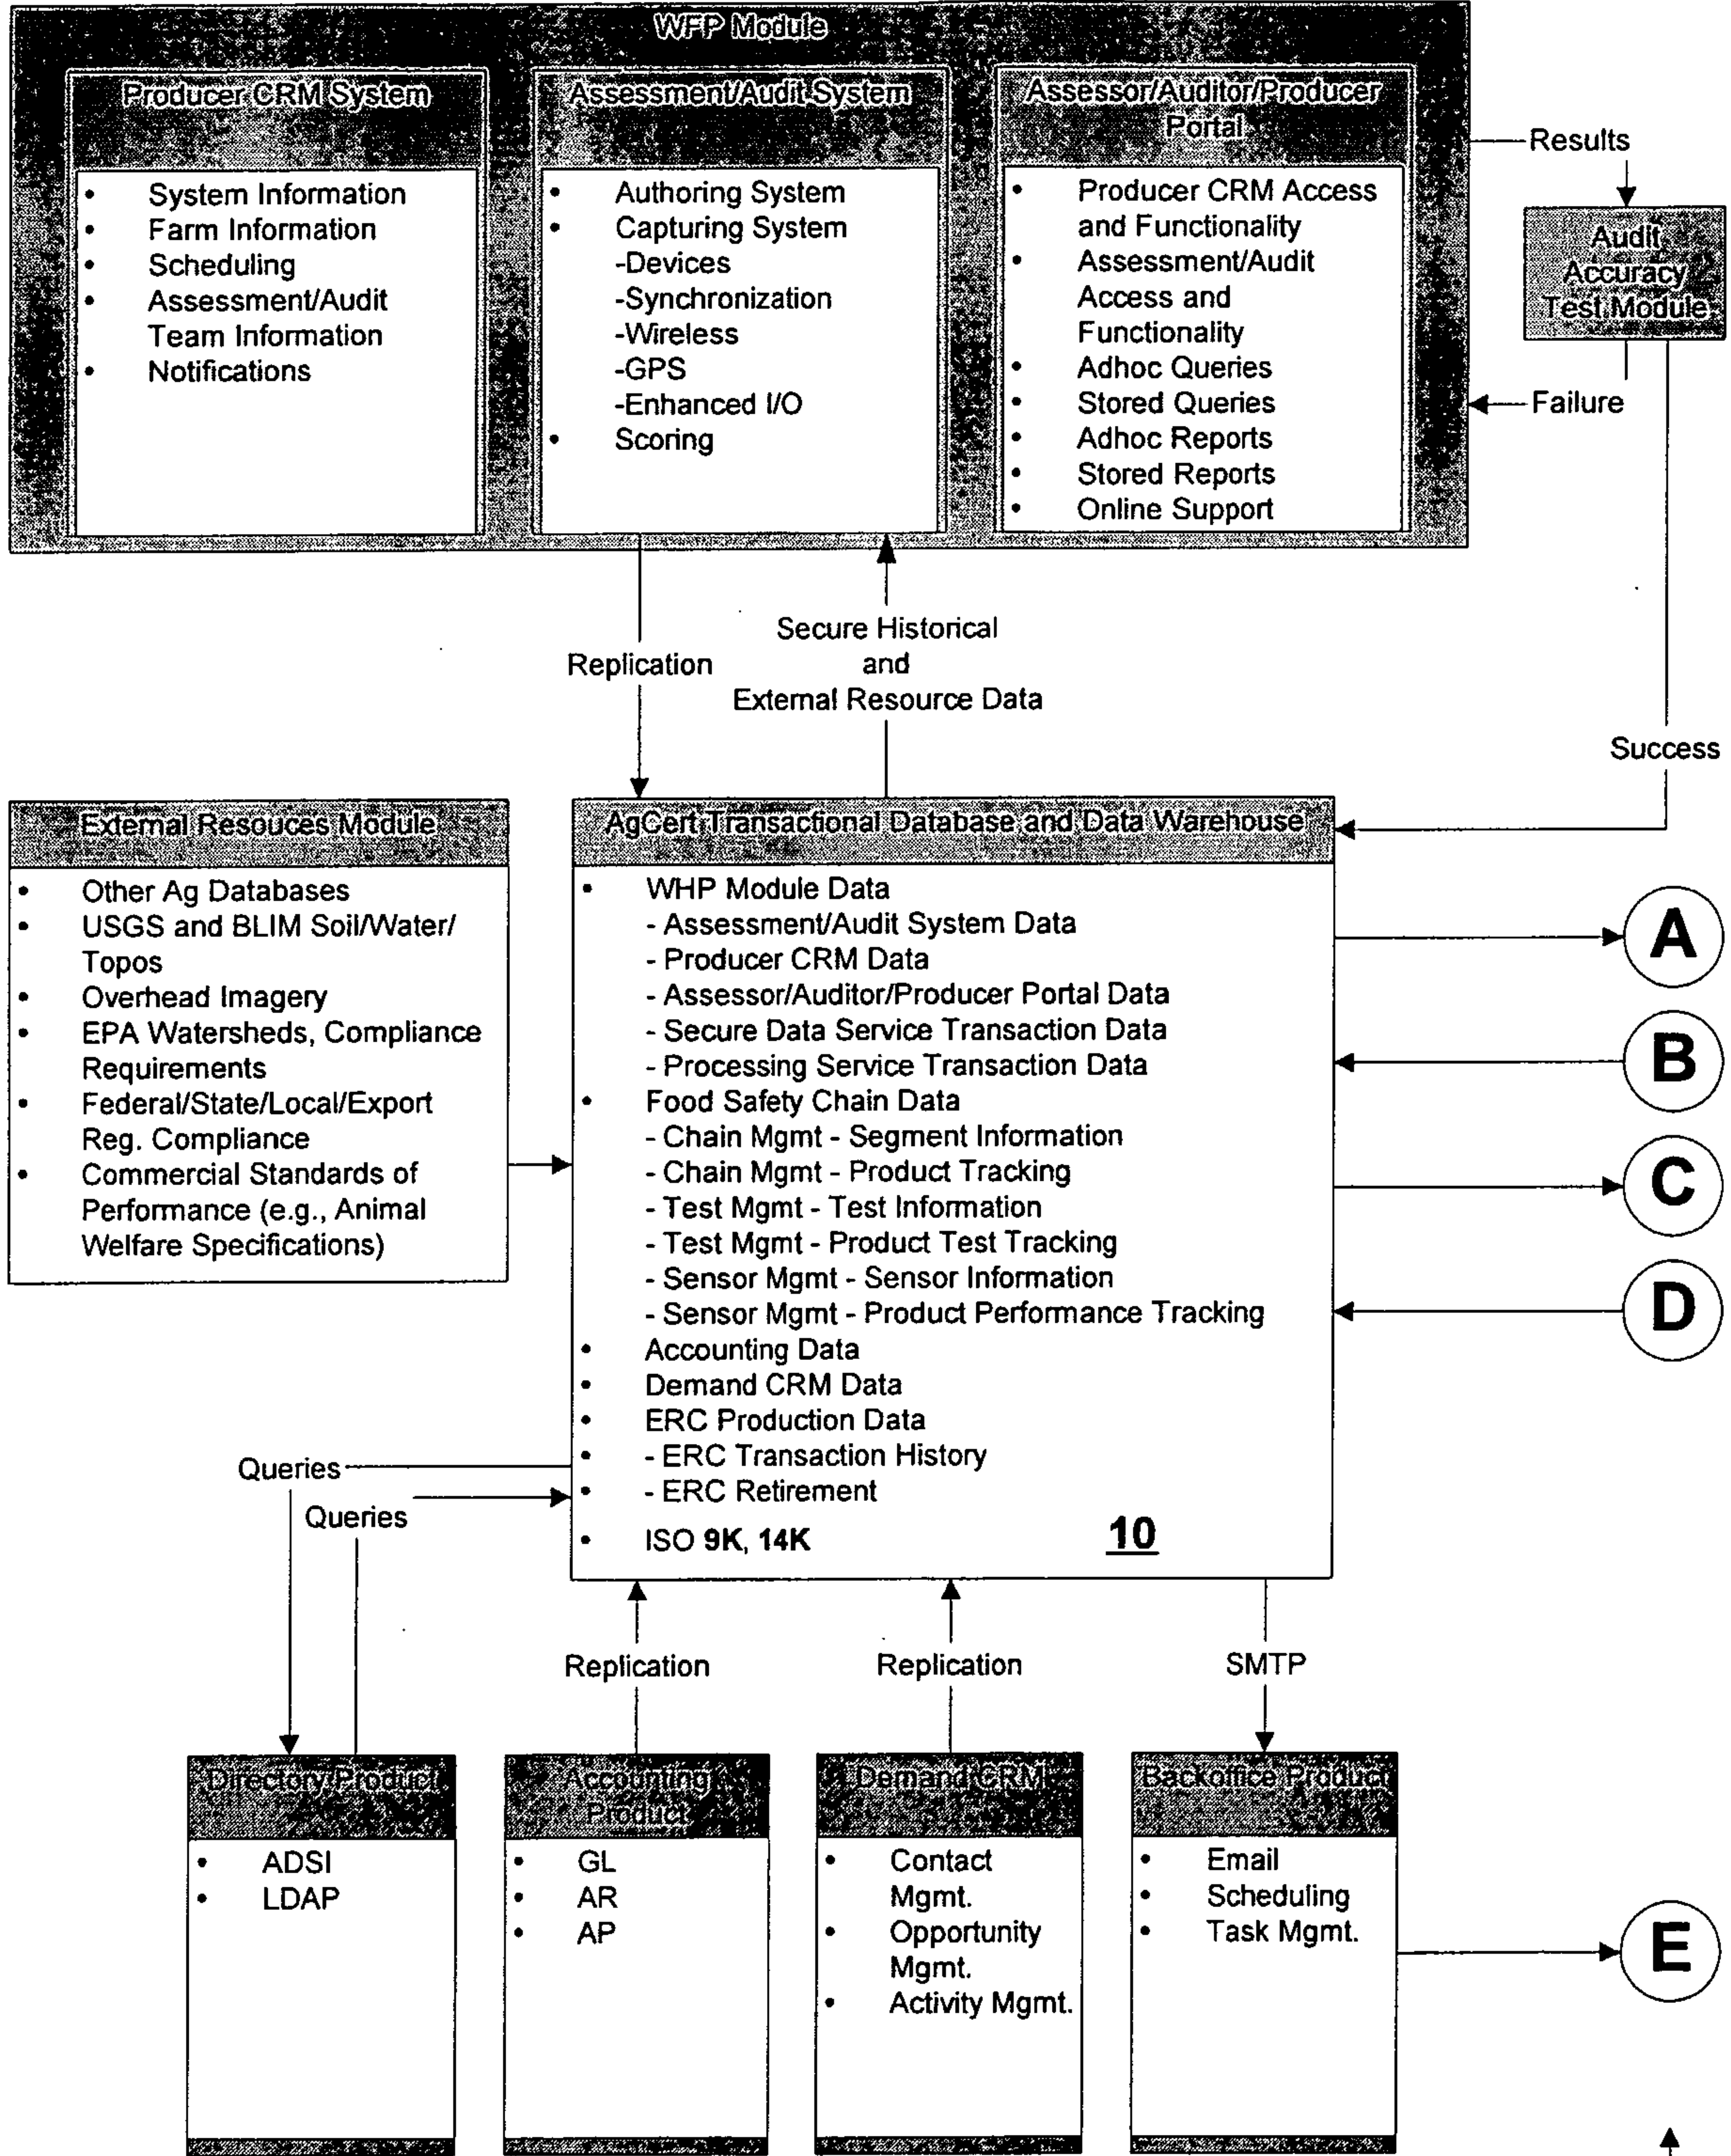 WFP Module
Producer CRM System
• System Information
• Farm Information
• Scheduling
• Assessment/Audit
Team Information
• Notifications
Assessment/Audit System
• Authoring System
• Capturing System
-Devices
-Synchronization
-Wireless
-GPS
-Enhanced I/O
• Scoring
Assessor/Auditor/Producer
Portal
• Producer CRM Access
and Functionality
• Assessment/Audit
Access and
Functionality
• Adhoc Queries
• Stored Queries
• Adhoc Reports
• Stored Reports
• Online Support
Results
Audit
Accuracy
Test Module
Failure
Success
Replication
Secure Historical
and
External Resource Data
External Resouces Module
• Other Ag Databases
• USGS and BLIM Soil/Water/
Topos
• Overhead Imagery
• EPA Watersheds, Compliance
Requirements
• Federal/State/Local/Export
Reg. Compliance
• Commercial Standards of
Performance (e.g., Animal
Welfare Specifications)
AgCert Transactional Database and Data Warehouse
• WHP Module Data
- Assessment/Audit System Data
- Producer CRM Data
- Assessor/Auditor/Producer Portal Data
- Secure Data Service Transaction Data
- Processing Service Transaction Data
• Food Safety Chain Data
- Chain Mgmt - Segment Information
- Chain Mgmt - Product Tracking
- Test Mgmt - Test Information
- Test Mgmt - Product Test Tracking
- Sensor Mgmt - Sensor Information
- Sensor Mgmt - Product Performance Tracking
• Accounting Data
• Demand CRM Data
• ERC Production Data
• - ERC Transaction History
• - ERC Retirement
• ISO 9K, 14K
10
A
B
C
D
Queries
Queries
Replication
Replication
SMTP
Directory Product
• ADSI
• LDAP
Accounting
Product
• GL
• AR
• AP
Demand CRM
• Contact
Mgmt.
• Opportunity
Mgmt.
• Activity Mgmt.
Backoffice Product
• Email
• Scheduling
• Task Mgmt.
E